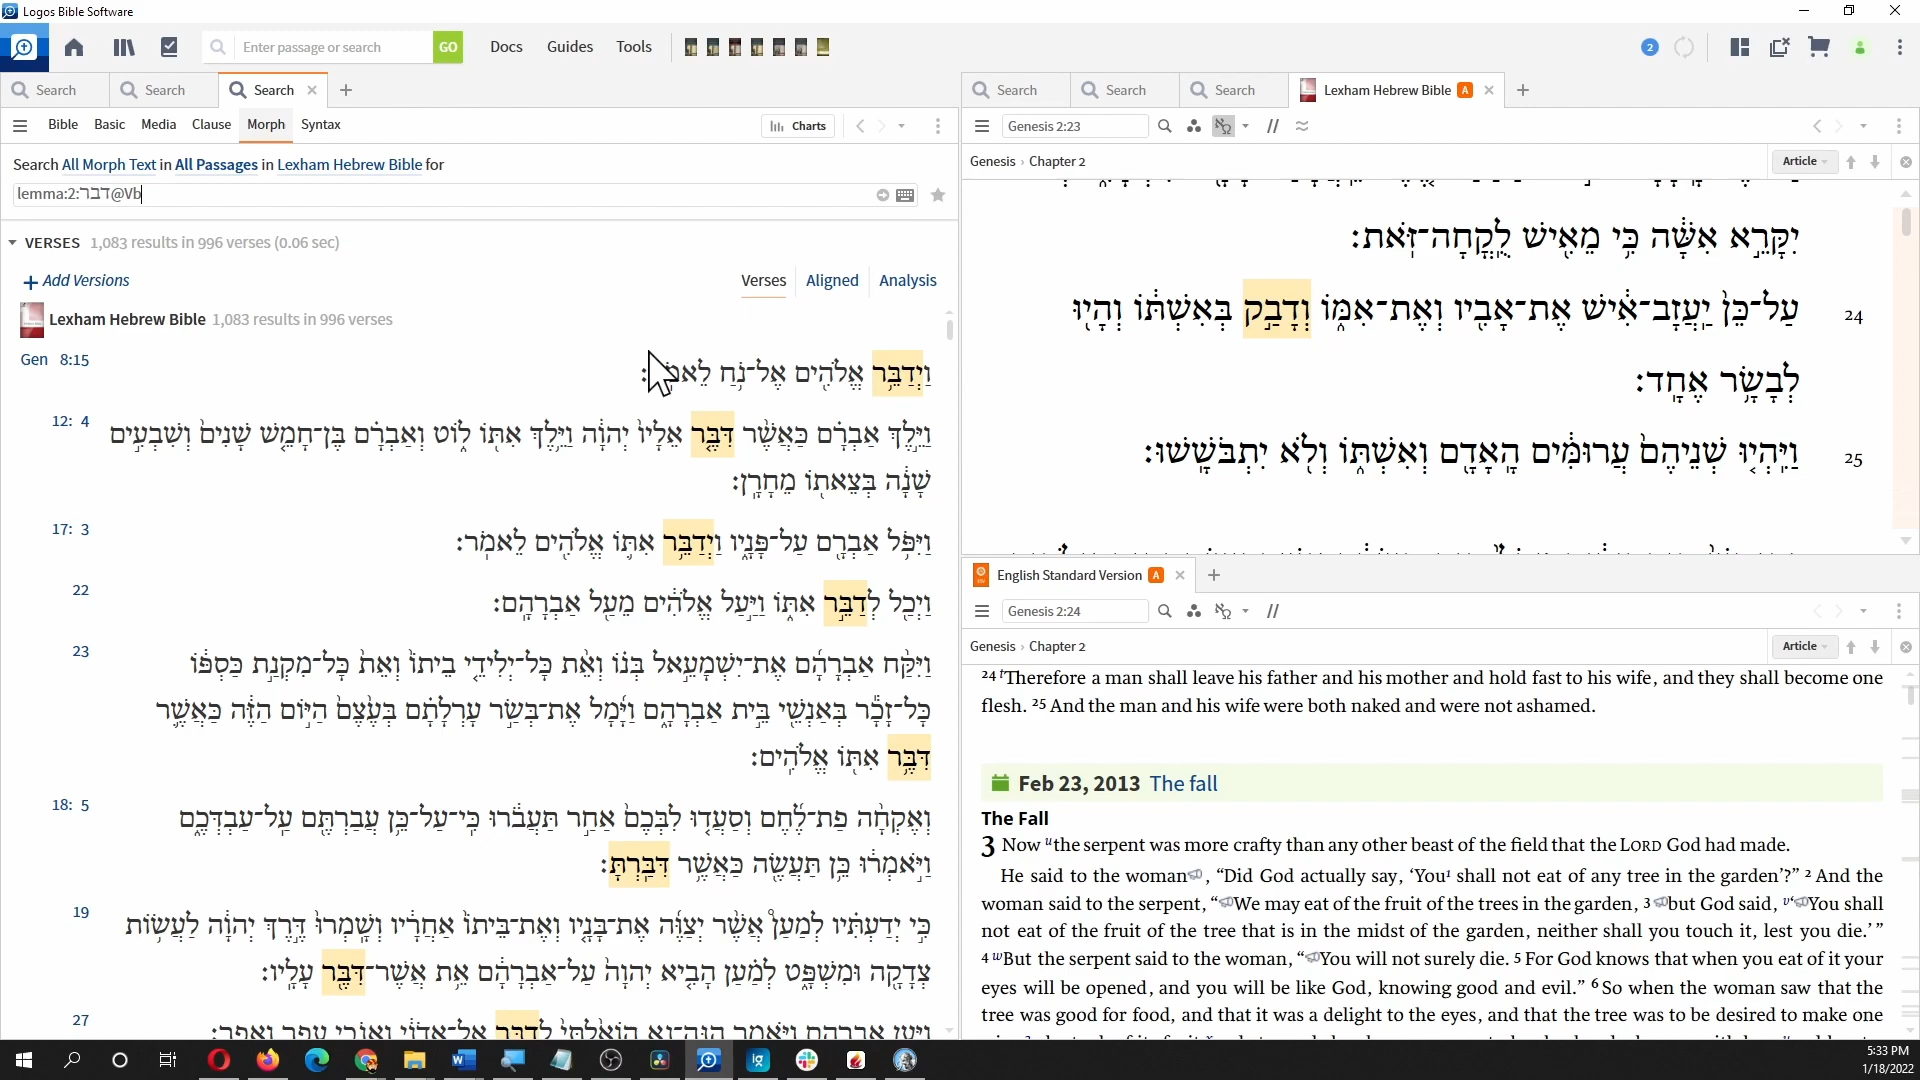 Logos Bible Software
Enter passage or search
GO
Docs
Guides
Tools
2
Search
Search
Search
Bible
Basic
Media
Clause
Morph
Syntax
Charts
Search All Morph Text in All Passages in Lexham Hebrew Bible for
lemma:2:דבר@Vb
VERSES 1,083 results in 996 verses (0.06 sec)
Add Versions
Verses
Aligned
Analysis
Lexham Hebrew Bible 1,083 results in 996 verses
Gen 8:15
וַיְדַבֵּ֥ר אֱלֹהִ֖ים אֶל־נֹ֥חַ
12: 4
וַיֵּ֣לֶךְ אַבְרָ֗ם כַּאֲשֶׁ֨ר דִּבֶּ֤ר אֵלָיו֙ יְהוָ֔ה וַיֵּ֥לֶךְ אִתּ֖וֹ ל֑וֹט וְאַבְרָ֗ם בֶּן־חָמֵ֤שׁ שָׁנִים֙ וְשִׁבְעִ֣ים
שָׁנָ֔ה בְּצֵאת֖וֹ מֵחָרָֽן׃
17: 3
וַיִּפֹּ֥ל אַבְרָ֖ם עַל־פָּנָ֑יו וַיְדַבֵּ֥ר אִתּ֛וֹ אֱלֹהִ֖ים לֵאמֹֽר׃
22
וַיְכַ֖ל לְדַבֵּ֣ר אִתּ֑וֹ וַיַּ֣עַל אֱלֹהִ֔ים מֵעַ֖ל אַבְרָהָֽם׃
23
וַיִּקַּ֨ח אַבְרָהָ֜ם אֶת־יִשְׁמָעֵ֣אל בְּנ֗וֹ וְאֵ֨ת כָּל־יְלִידֵ֤י בֵיתוֹ֙ וְאֵת֙ כָּל־מִקְנַ֣ת כַּסְפּ֔וֹ
כָּל־זָכָ֕ר בְּאַנְשֵׁ֖י בֵּ֣ית אַבְרָהָ֑ם וַיָּ֜מָל אֶת־בְּשַׂ֣ר עָרְלָתָ֗ם בְּעֶ֙צֶם֙ הַיּ֣וֹם הַזֶּ֔ה כַּאֲשֶׁ֛ר
דִּבֶּ֥ר אִתּ֖וֹ אֱלֹהִֽים׃
18: 5
וְאֶקְחָ֨ה פַת־לֶ֜חֶם וְסַעֲד֤וּ לִבְּכֶם֙ אַחַ֣ר תַּעֲבֹ֔רוּ כִּֽי־עַל־כֵּ֥ן עֲבַרְתֶּ֖ם עַֽל־עַבְדְּכֶ֑ם
וַיֹּ֣אמְר֔וּ כֵּ֥ן תַּעֲשֶׂ֖ה כַּאֲשֶׁ֥ר דִּבַּֽרְתָּ׃
19
כִּ֣י יְדַעְתִּ֗יו לְמַעַן֩ אֲשֶׁ֨ר יְצַוֶּ֜ה אֶת־בָּנָ֤יו וְאֶת־בֵּיתוֹ֙ אַחֲרָ֔יו וְשָֽׁמְרוּ֙ דֶּ֣רֶךְ יְהוָ֔ה לַעֲשׂ֥וֹת
צְדָקָ֖ה וּמִשְׁפָּ֑ט לְמַ֗עַן הָבִ֤יא יְהוָה֙ עַל־אַבְרָהָ֔ם אֵ֥ת אֲשֶׁר־דִּבֶּ֖ר עָלָֽיו׃
27
וַיַּ֥עַן אַבְרָהָ֖ם וַיֹּאמַ֑ר הִנֵּה־נָ֤א הוֹאַ֙לְתִּי֙ לְדַבֵּ֣ר אֶל־אֲדֹנָ֔י וְאָנֹכִ֖י עָפָ֥ר וָאֵֽפֶר׃
Search
Search
Search
Lexham Hebrew Bible A
Genesis 2:23
Genesis › Chapter 2
Article
יִקָּרֵ֣א אִשָּׁ֔ה כִּ֥י מֵאִ֖ישׁ לֻֽקֳחָה־זֹּֽאת׃
24 עַל־כֵּן֙ יַֽעֲזָב־אִ֔ישׁ אֶת־אָבִ֖יו וְאֶת־אִמּ֑וֹ וְדָבַ֣ק בְּאִשְׁתּ֔וֹ וְהָי֖וּ
לְבָשָׂ֥ר אֶחָֽד׃
25 וַיִּֽהְי֤וּ שְׁנֵיהֶם֙ עֲרוּמִּ֔ים הָֽאָדָ֖ם וְאִשְׁתּ֑וֹ וְלֹ֖א יִתְבֹּשָֽׁשׁוּ׃
English Standard Version A
Genesis 2:24
Genesis › Chapter 2
Article
24 t Therefore a man shall leave his father and his mother and hold fast to his wife, and they shall become one
flesh. 25 And the man and his wife were both naked and were not ashamed.
Feb 23, 2013 The fall
The Fall
3 Now u the serpent was more crafty than any other beast of the field that the LORD God had made.
He said to the woman, “Did God actually say, ‘You1 shall not eat of any tree in the garden’?” 2 And the
woman said to the serpent, “We may eat of the fruit of the trees in the garden, 3 but God said, v‘You shall
not eat of the fruit of the tree that is in the midst of the garden, neither shall you touch it, lest you die.’”
4 w But the serpent said to the woman, “You will not surely die. 5 For God knows that when you eat of it your
eyes will be opened, and you will be like God, knowing good and evil.” 6 So when the woman saw that the
tree was good for food, and that it was a delight to the eyes, and that the tree was to be desired to make one
5:33 PM
1/18/2022